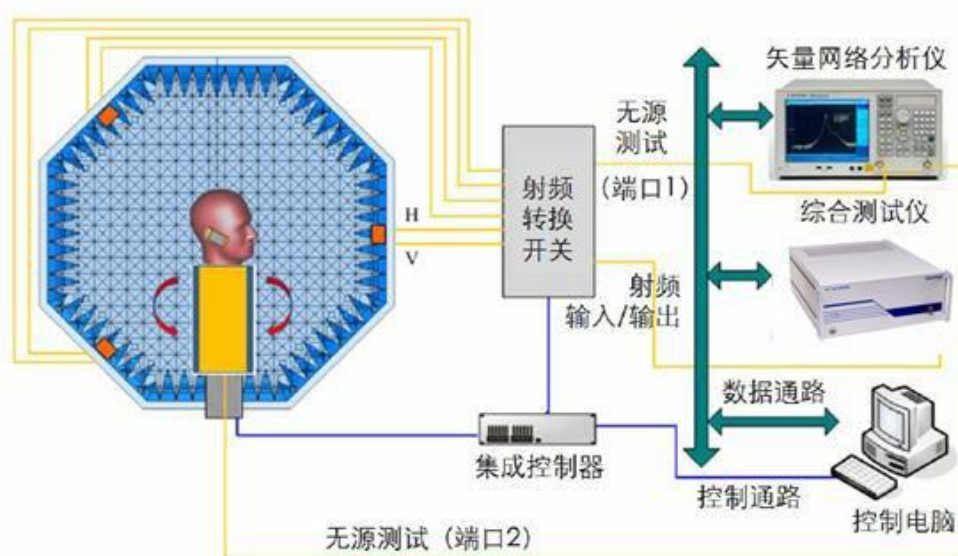 矢量网络分析仪
无源
测试
(端口1)
射频
转换
开关
H
V
综合测试仪
射频
输入/输出
数据通路
集成控制器
控制通路
控制电脑
无源测试（端口2）